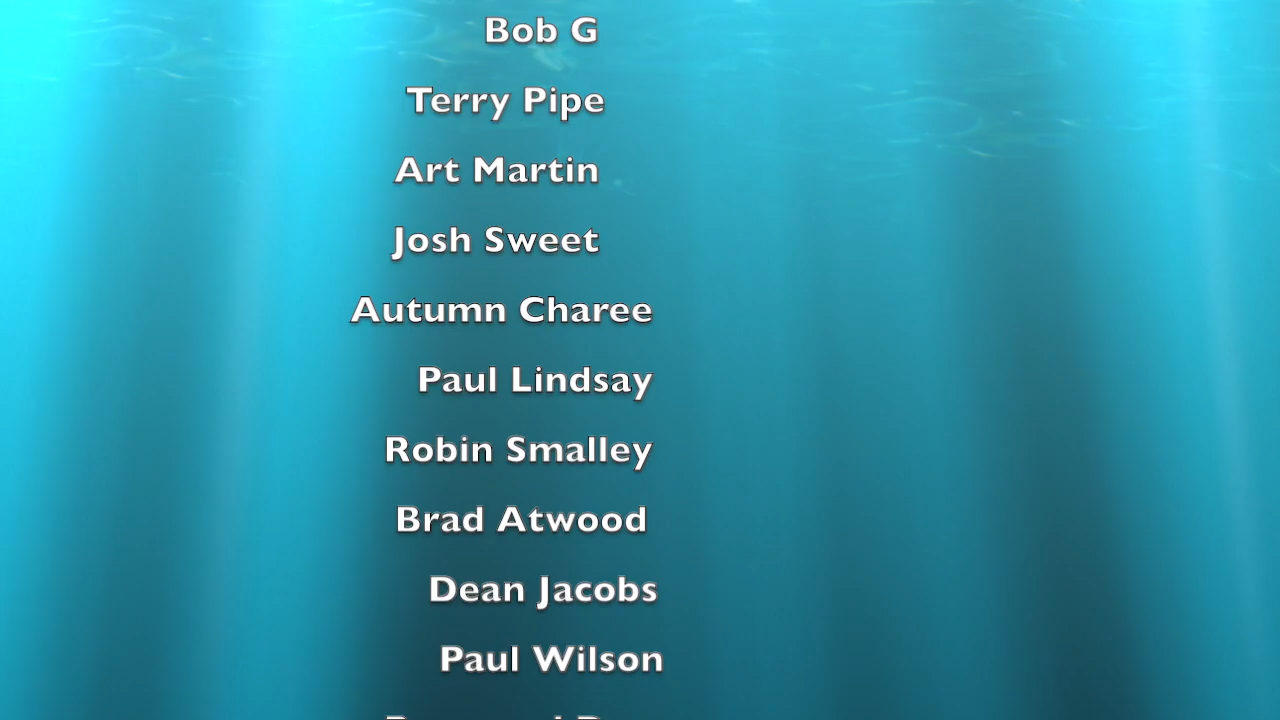 Bob G
Terry Pipe
Art Martin
Josh Sweet
Autumn Charee
Paul Lindsay
Robin Smalley
Brad Atwood
Dean Jacobs
Paul Wilson